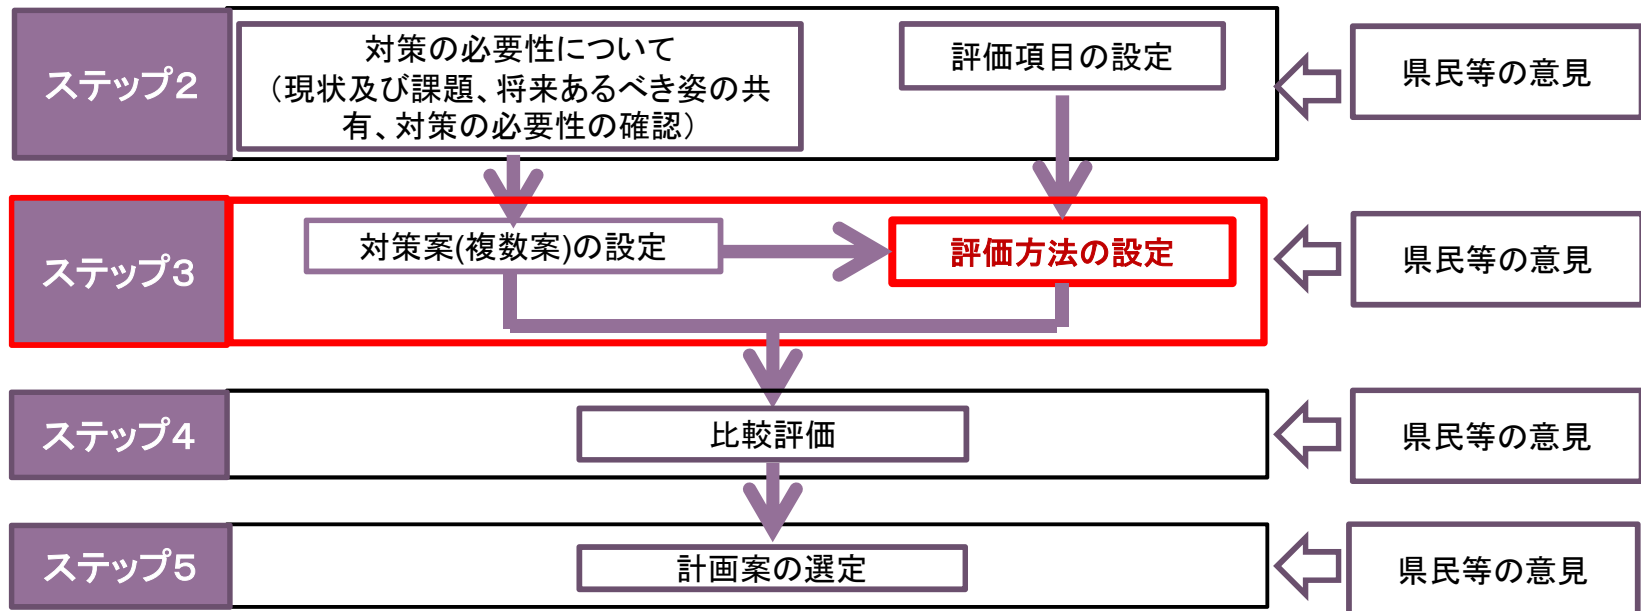 ステップ2
対策の必要性について
（現状及び課題、将来あるべき姿の共
有、対策の必要性の確認）
評価項目の設定
県民等の意見
ステップ3
対策案(複数案)の設定
評価方法の設定
県民等の意見
ステップ4
比較評価
県民等の意見
ステップ5
計画案の選定
県民等の意見